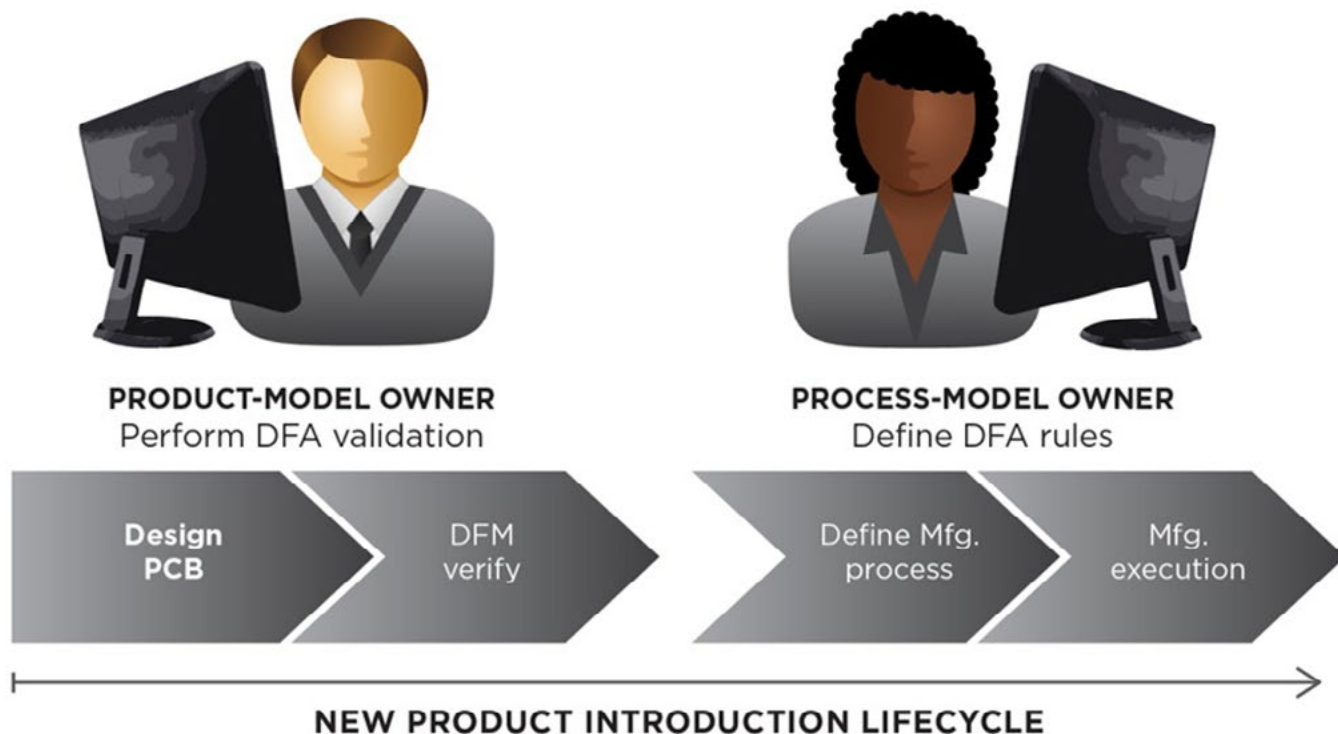 PRODUCT-MODEL OWNER
Perform DFA validation
PROCESS-MODEL OWNER
Define DFA rules
Design
PCB
DFM
verify
Define Mfg.
process
Mfg.
execution
NEW PRODUCT INTRODUCTION LIFECYCLE